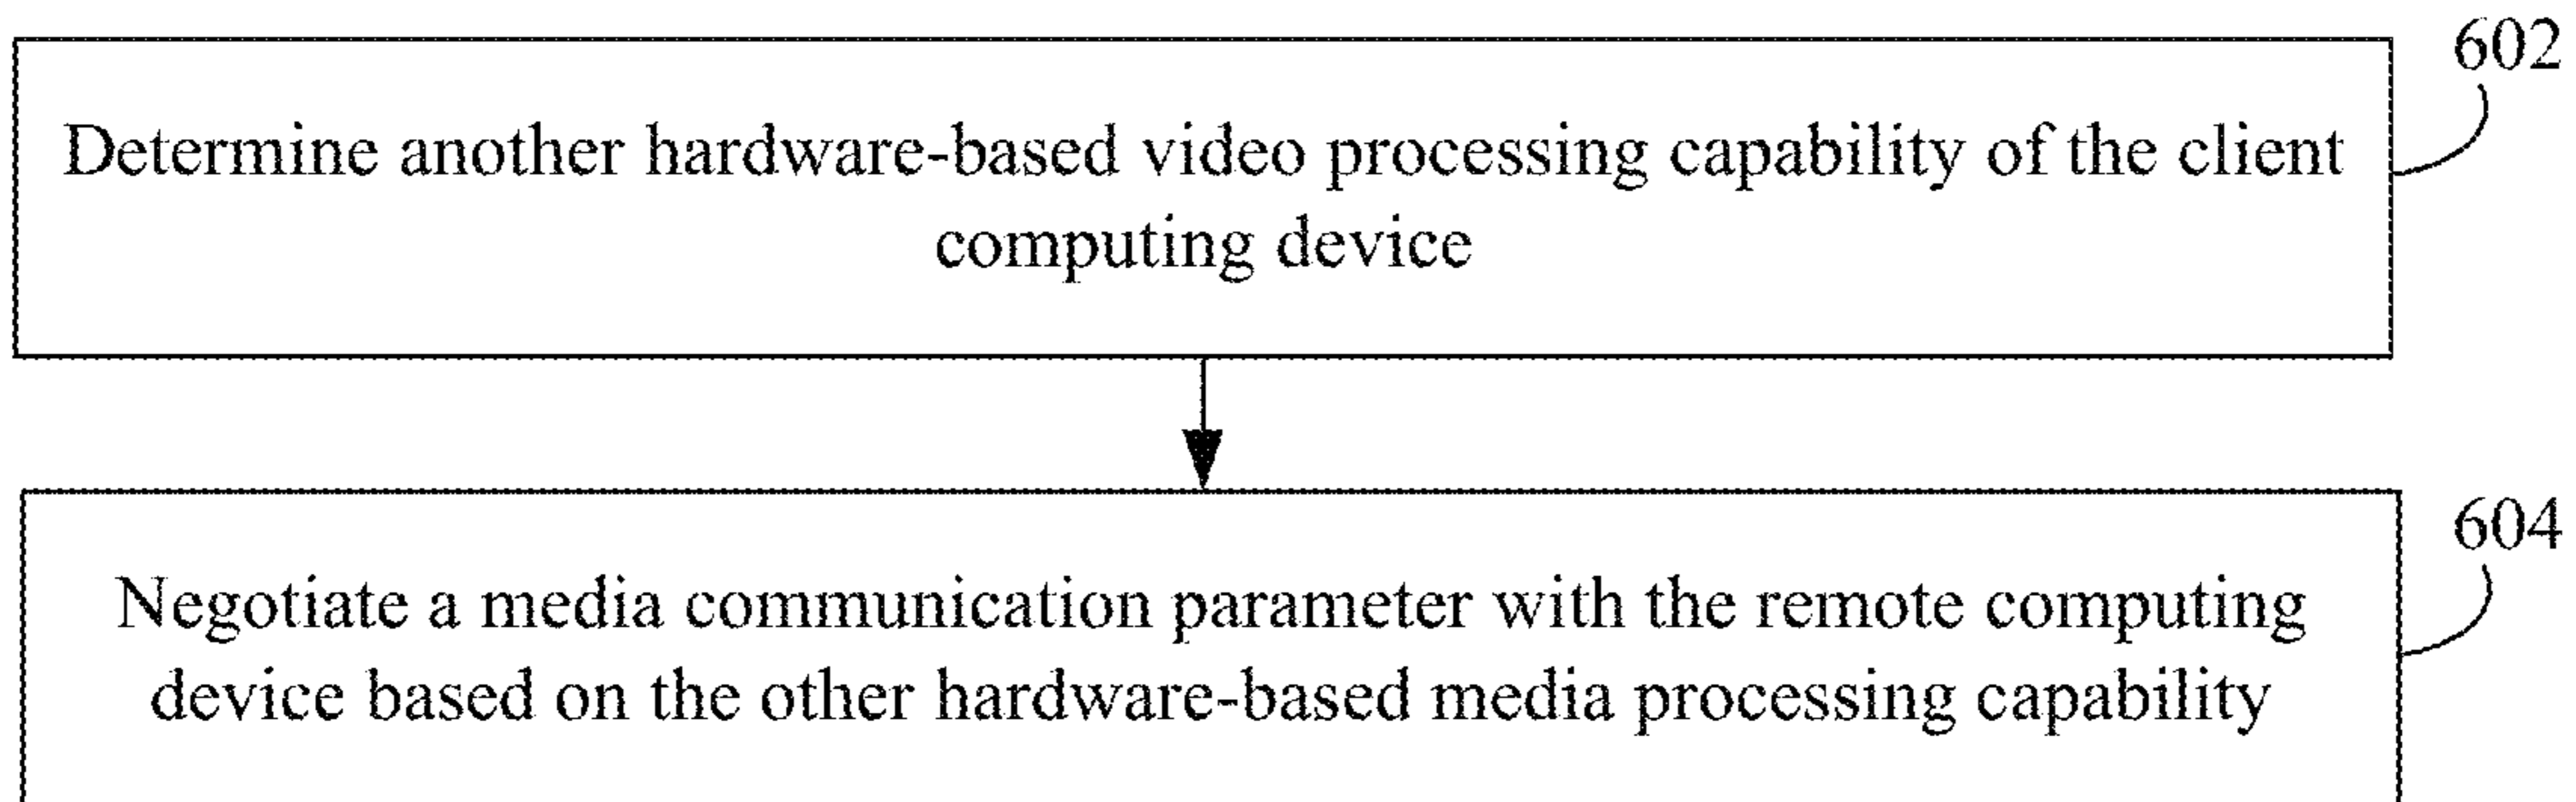 602
Determine another hardware-based video processing capability of the client
computing device
604
Negotiate a media communication parameter with the remote computing
device based on the other hardware-based media processing capability